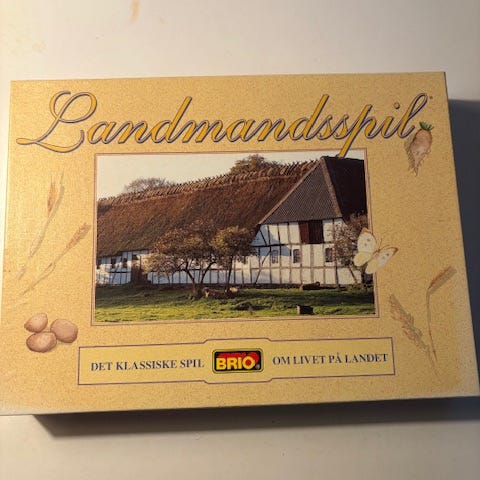 Landmandsspil
DET KLASSISKE SPIL BRIO OM LIVET PÅ LANDET